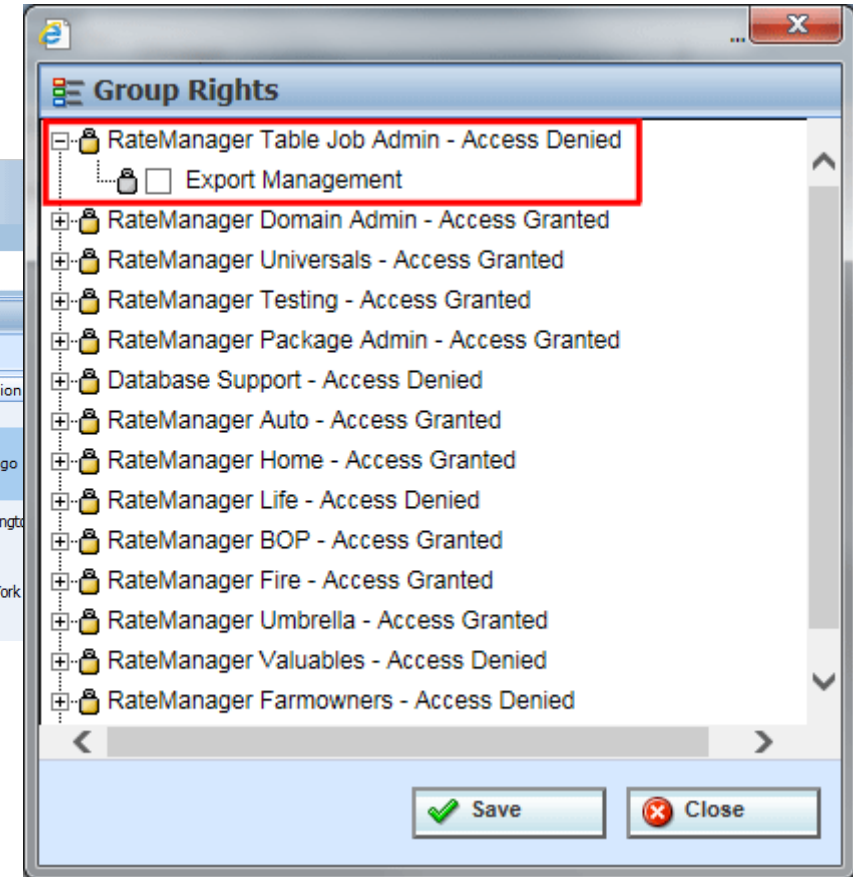 ...
Group Rights
RateManager Table Job Admin - Access Denied
Export Management
RateManager Domain Admin - Access Granted
RateManager Universals - Access Granted
RateManager Testing - Access Granted
RateManager Package Admin - Access Granted
Database Support - Access Denied
ion
RateManager Auto - Access Granted
go
RateManager Home - Access Granted
RateManager Life - Access Denied
RateManager BOP - Access Granted
RateManager Fire - Access Granted
RateManager Umbrella - Access Granted
RateManager Valuables - Access Denied
RateManager Farmowners - Access Denied
Save
Close